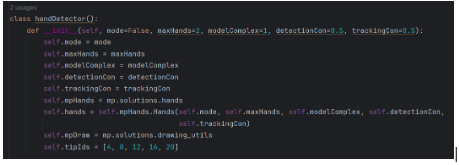 2 usages
class handDetector():
def __init__(self, mode=False, maxHands=2, modelComplex=1, detectionCon=0.5, trackingCon=0.5):
self.mode = mode
self.maxHands = maxHands
self.modelComplex = modelComplex
self.detectionCon = detectionCon
self.trackingCon = trackingCon
self.mpHands = mp.solutions.hands
self.hands = self.mpHands.Hands(self.mode, self.maxHands, self.modelComplex, self.detectionCon,
self.trackingCon)
self.mpDraw = mp.solutions.drawing_utils
self.tipIds = [4, 8, 12, 16, 20]